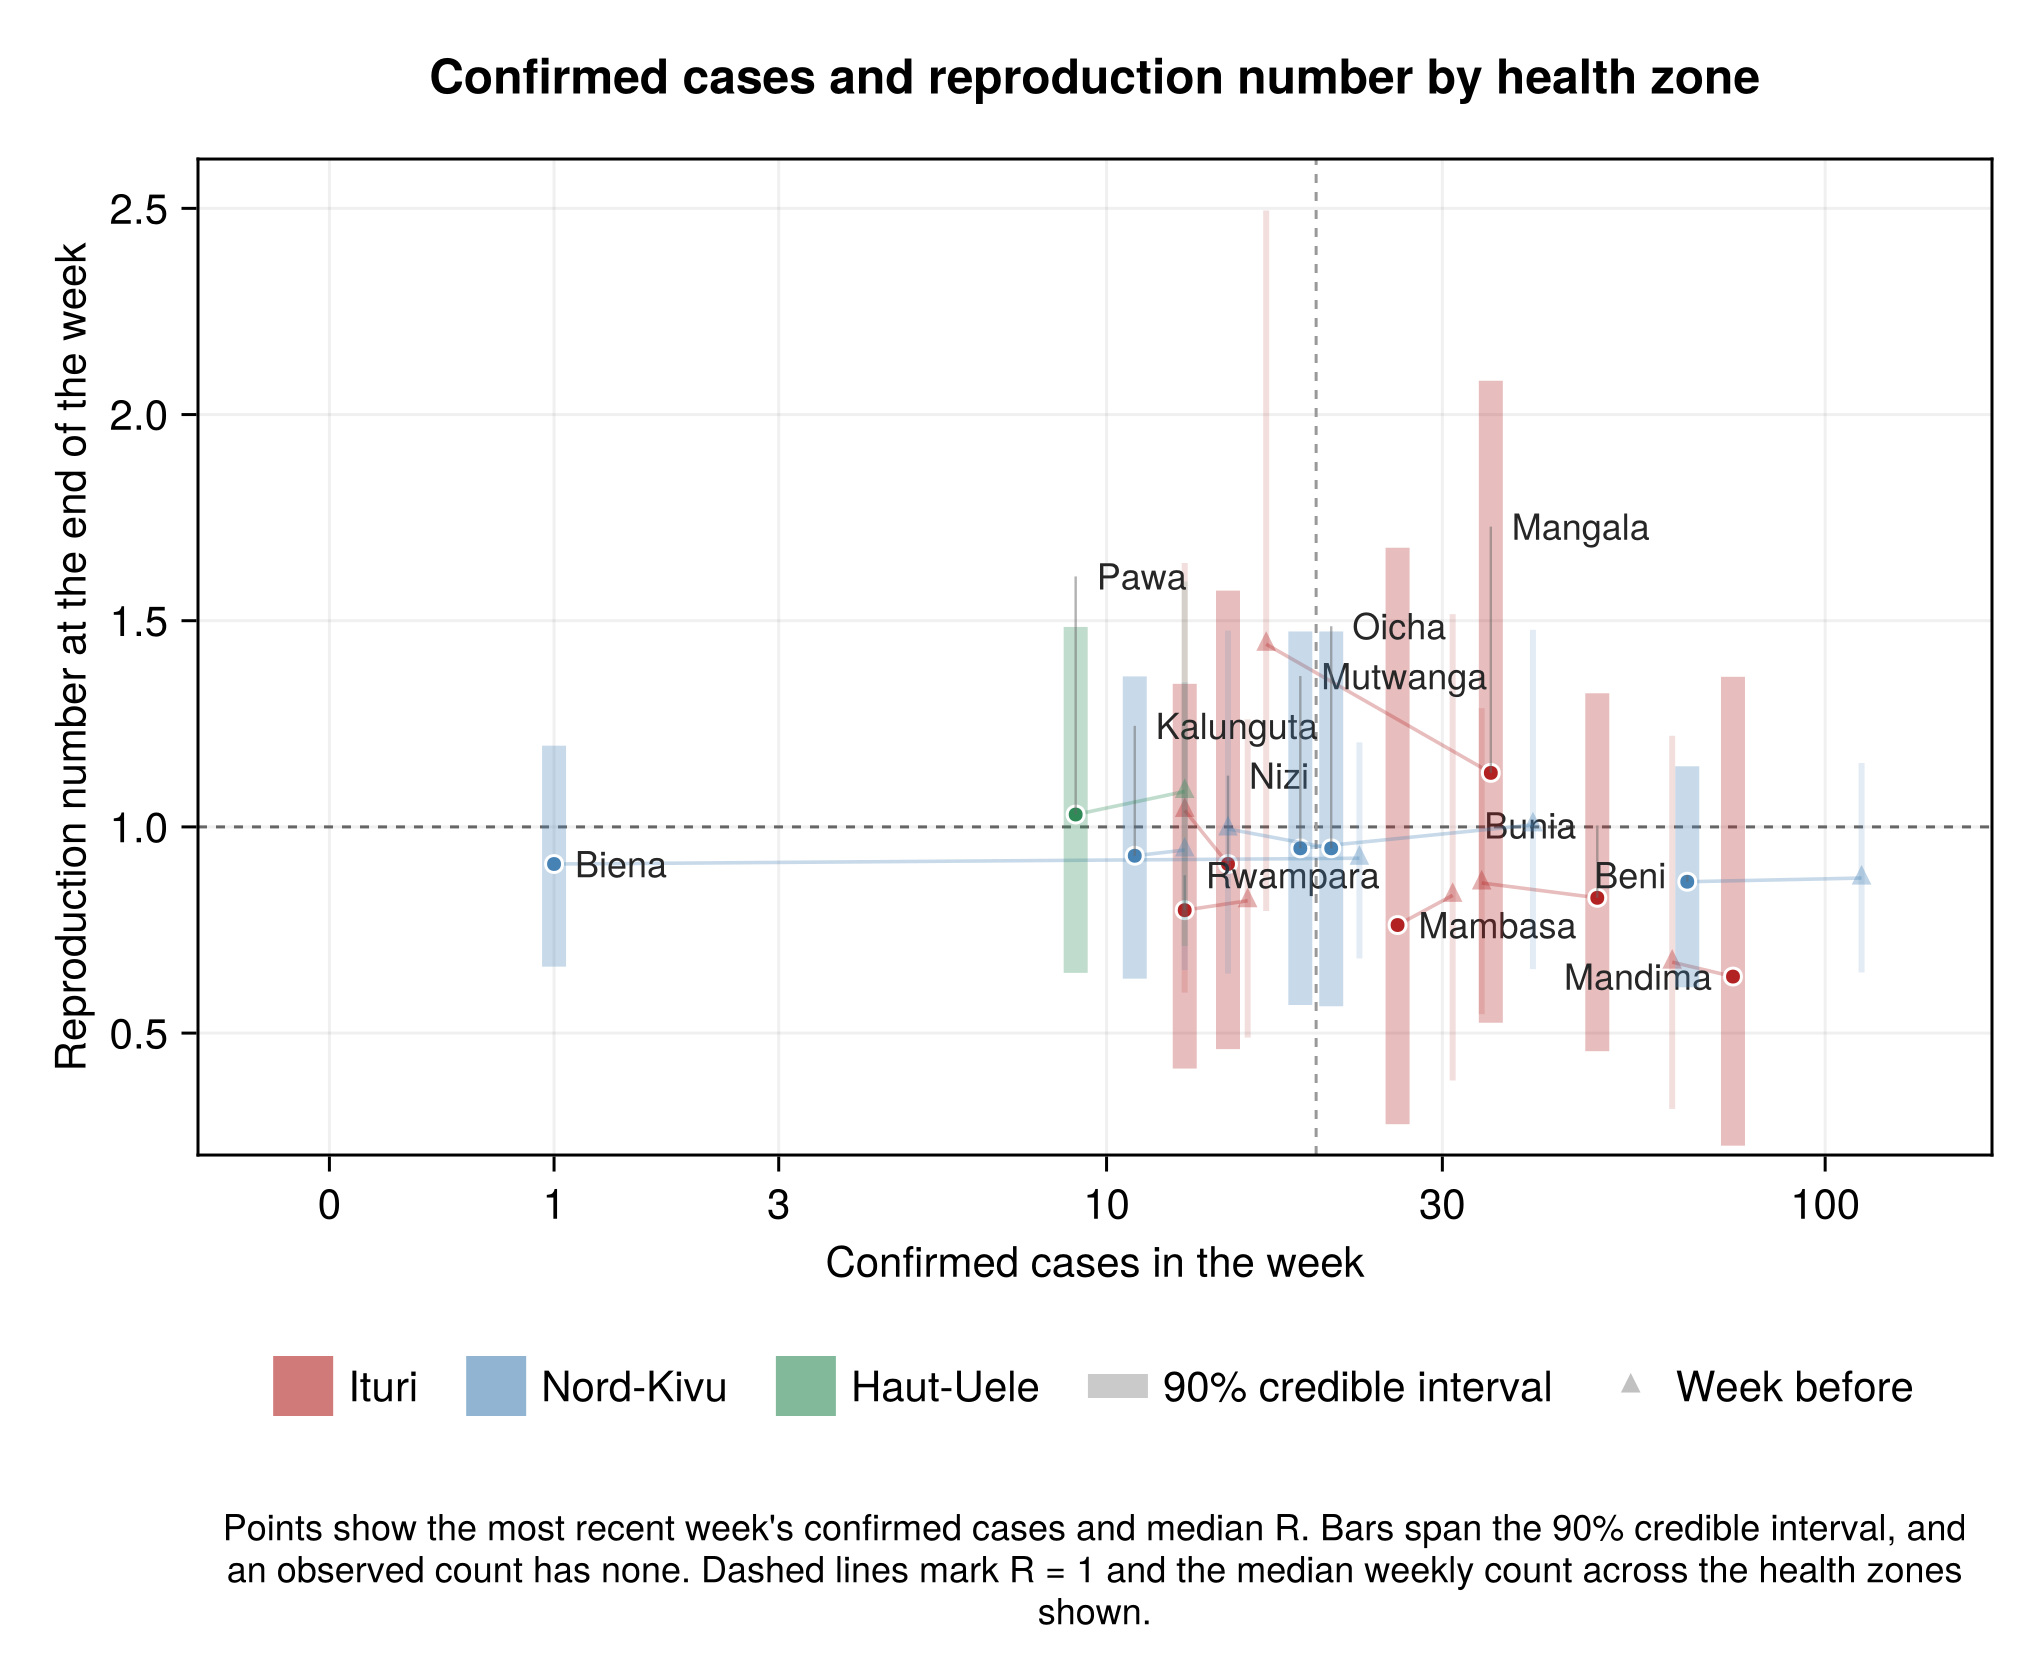 Confirmed cases and reproduction number by health zone
Reproduction number at the end of the week
2.5
2.0
1.5
1.0
0.5
Mangala
Pawa
Oicha
Mutwanga
Kalunguta
Nizi
Bunia
Biena
Rwampara
Beni
Mambasa
Mandima
0 1 3 10 30 100
Confirmed cases in the week
Ituri Nord-Kivu Haut-Uele 90% credible interval Week before
Points show the most recent week's confirmed cases and median R. Bars span the 90% credible interval, and
an observed count has none. Dashed lines mark R = 1 and the median weekly count across the health zones
shown.